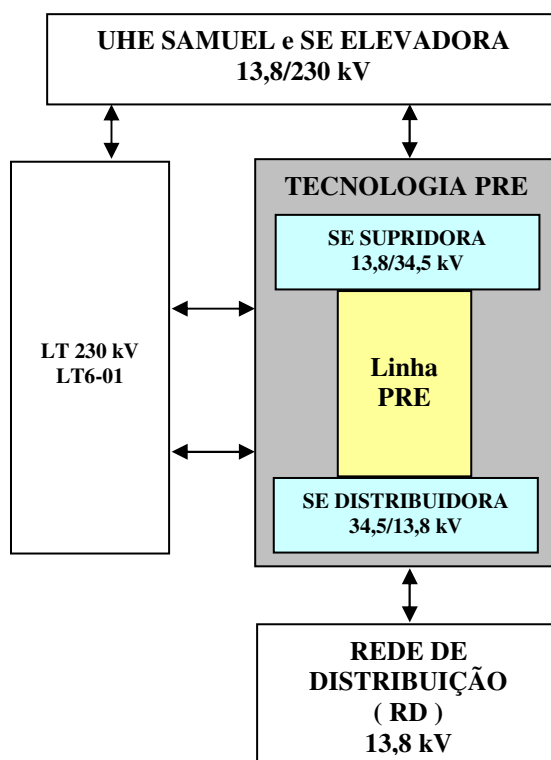 UHE SAMUEL e SE ELEVADORA
13,8/230 kV
TECNOLOGIA PRE
SE SUPRIDORA
13,8/34,5 kV
LT 230 kV
LT6-01
Linha
PRE
SE DISTRIBUIDORA
34,5/13,8 kV
REDE DE
DISTRIBUIÇÃO
( RD )
13,8 kV